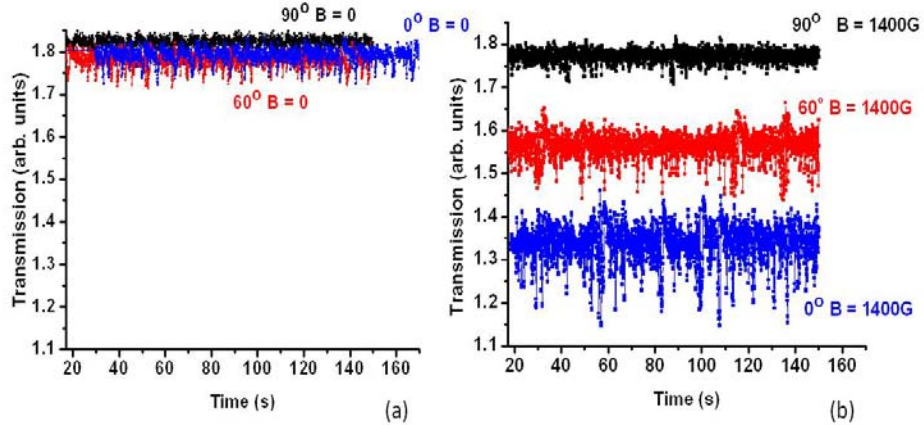 90° B = 0
0° B = 0
60° B = 0
Transmission (arb. units)
1.8
1.7
1.6
1.5
1.4
1.3
1.2
1.1
20 40 60 80 100 120 140 160
Time (s)
(a)
90° B = 1400G
60° B = 1400G
0° B = 1400G
Transmission (arb. units)
1.8
1.7
1.6
1.5
1.4
1.3
1.2
1.1
20 40 60 80 100 120 140 160
Time (s)
(b)